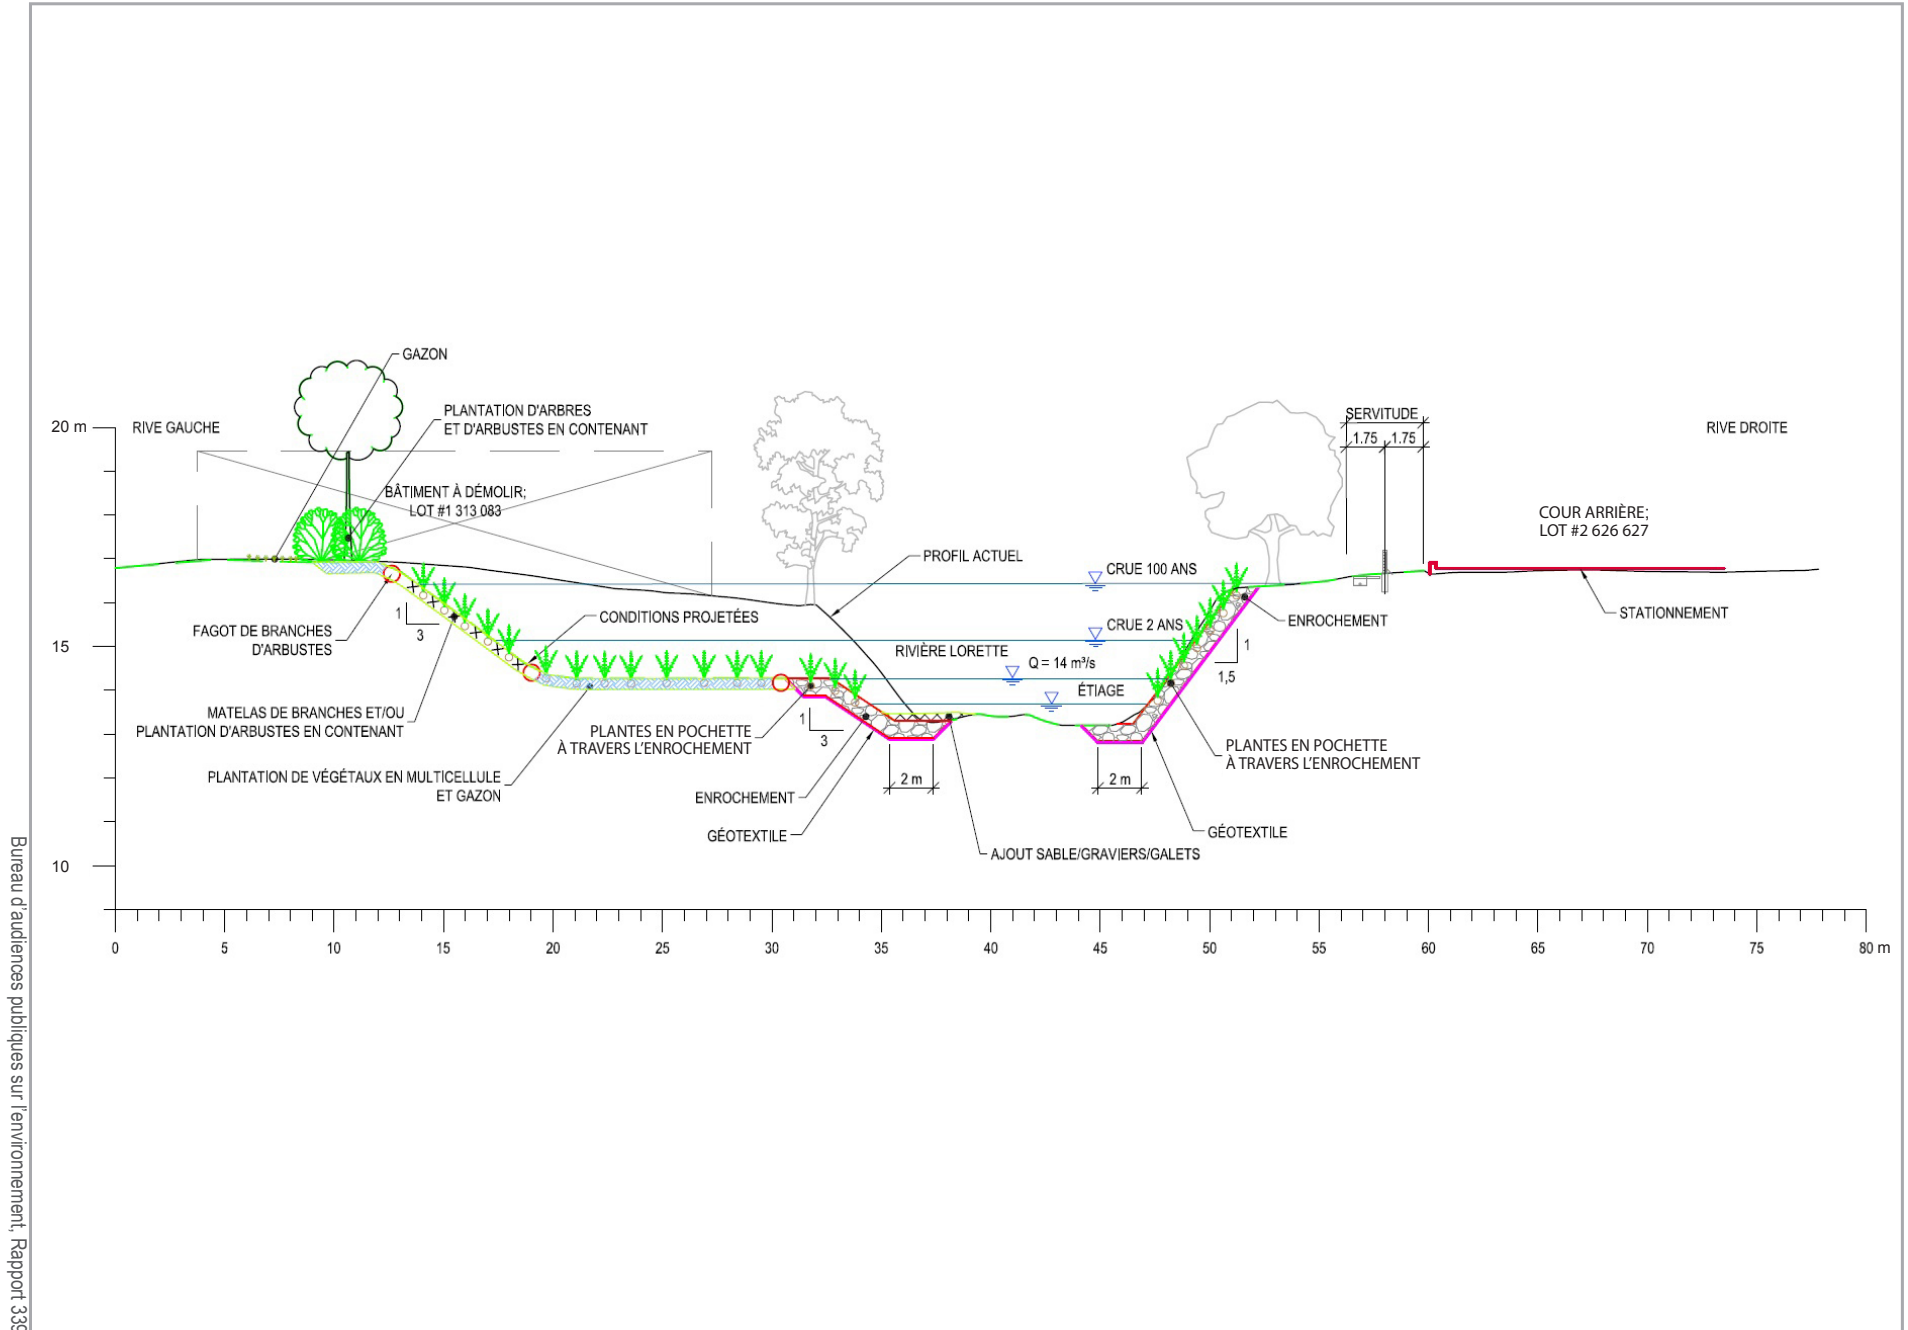 GAZON
PLANTATION D'ARBRES
ET D'ARBUSTES EN CONTENANT
SERVITUDE
1.75 1.75
20 m
RIVE GAUCHE
RIVE DROITE
BÂTIMENT À DÉMOLIR;
LOT #1 313 083
COUR ARRIÈRE;
LOT #2 626 627
PROFIL ACTUEL
CRUE 100 ANS
STATIONNEMENT
ENROCHEMENT
1
3
CONDITIONS PROJETÉES
CRUE 2 ANS
FAGOT DE BRANCHES
D'ARBUSTES
15
RIVIÈRE LORETTE
Q = 14 m³/s
1
1,5
ÉTIAGE
MATELAS DE BRANCHES ET/OU
PLANTATION D'ARBUSTES EN CONTENANT
1
3
PLANTES EN POCHETTE
À TRAVERS L'ENROCHEMENT
PLANTES EN POCHETTE
À TRAVERS L'ENROCHEMENT
PLANTATION DE VÉGÉTAUX EN MULTICELLULE
ET GAZON
2 m
2 m
ENROCHEMENT
GÉOTEXTILE
GÉOTEXTILE
AJOUT SABLE/GRAVIERS/GALETS
10
0 5 10 15 20 25 30 35 40 45 50 55 60 65 70 75 80 m
Bureau d'audiences publiques sur l'environnement, Rapport 339